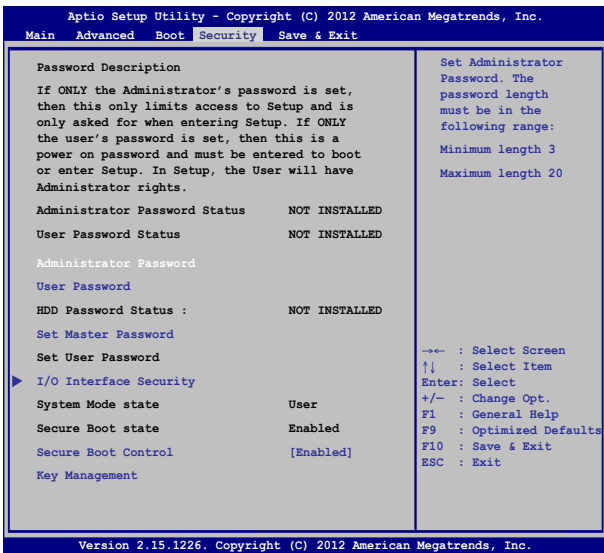 Aptio Setup Utility - Copyright (C) 2012 American Megatrends, Inc.
Main Advanced Boot Security Save & Exit
Password Description
If ONLY the Administrator's password is set,
then this only limits access to Setup and is
only asked for when entering Setup. If ONLY
the user's password is set, then this is a
power on password and must be entered to boot
or enter Setup. In Setup, the User will have
Administrator rights.
Administrator Password Status NOT INSTALLED
User Password Status NOT INSTALLED
Administrator Password
User Password
HDD Password Status : NOT INSTALLED
Set Master Password
Set User Password
I/O Interface Security
System Mode state User
Secure Boot state Enabled
Secure Boot Control [Enabled]
Key Management
Set Administrator
Password. The
password length
must be in the
following range:
Minimum length 3
Maximum length 20
→← : Select Screen
↑↓ : Select Item
Enter: Select
+/— : Change Opt.
F1 : General Help
F9 : Optimized Defaults
F10 : Save & Exit
ESC : Exit
Version 2.15.1226. Copyright (C) 2012 American Megatrends, Inc.